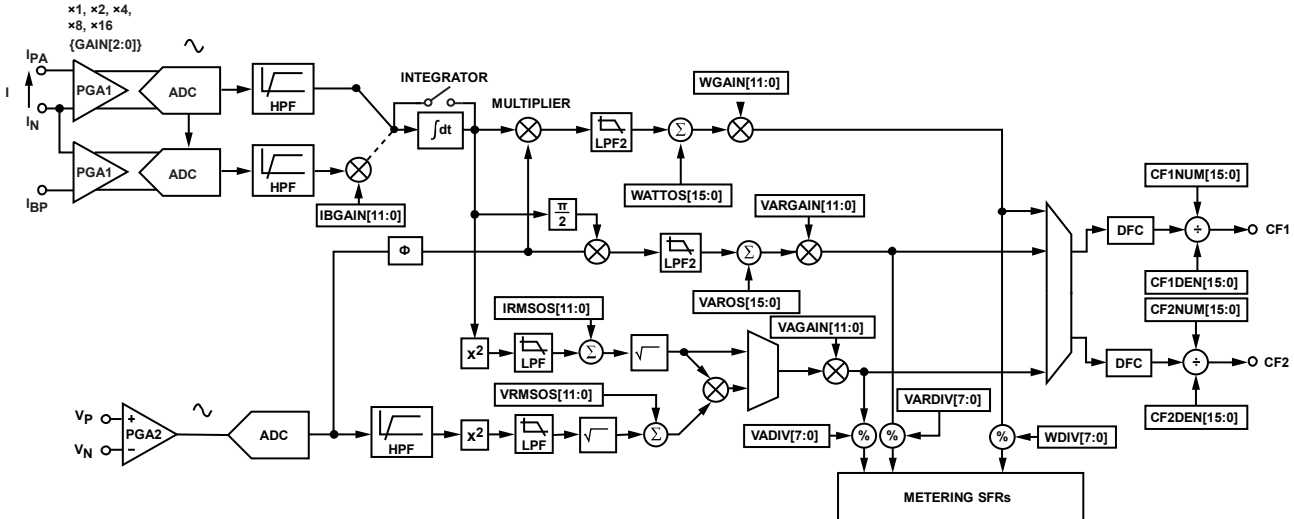 ×1, ×2, ×4,
×8, ×16
{GAIN[2:0]}
IPA
I
IN
IBP
PGA1
ADC
HPF
PGA1
ADC
HPF
IBGAIN[11:0]
INTEGRATOR
∫dt
MULTIPLIER
LPF2
Σ
WATTOS[15:0]
WGAIN[11:0]
π
2
Φ
LPF2
Σ
VAROS[15:0]
VARGAIN[11:0]
IRMSOS[11:0]
x2
LPF
Σ
√
VAGAIN[11:0]
VRMSOS[11:0]
VP
VN
+
−
PGA2
ADC
HPF
x2
LPF
√
Σ
VADIV[7:0]
%
%
VARDIV[7:0]
%
WDIV[7:0]
METERING SFRs
CF1NUM[15:0]
DFC
÷
CF1
CF1DEN[15:0]
CF2NUM[15:0]
DFC
÷
CF2
CF2DEN[15:0]